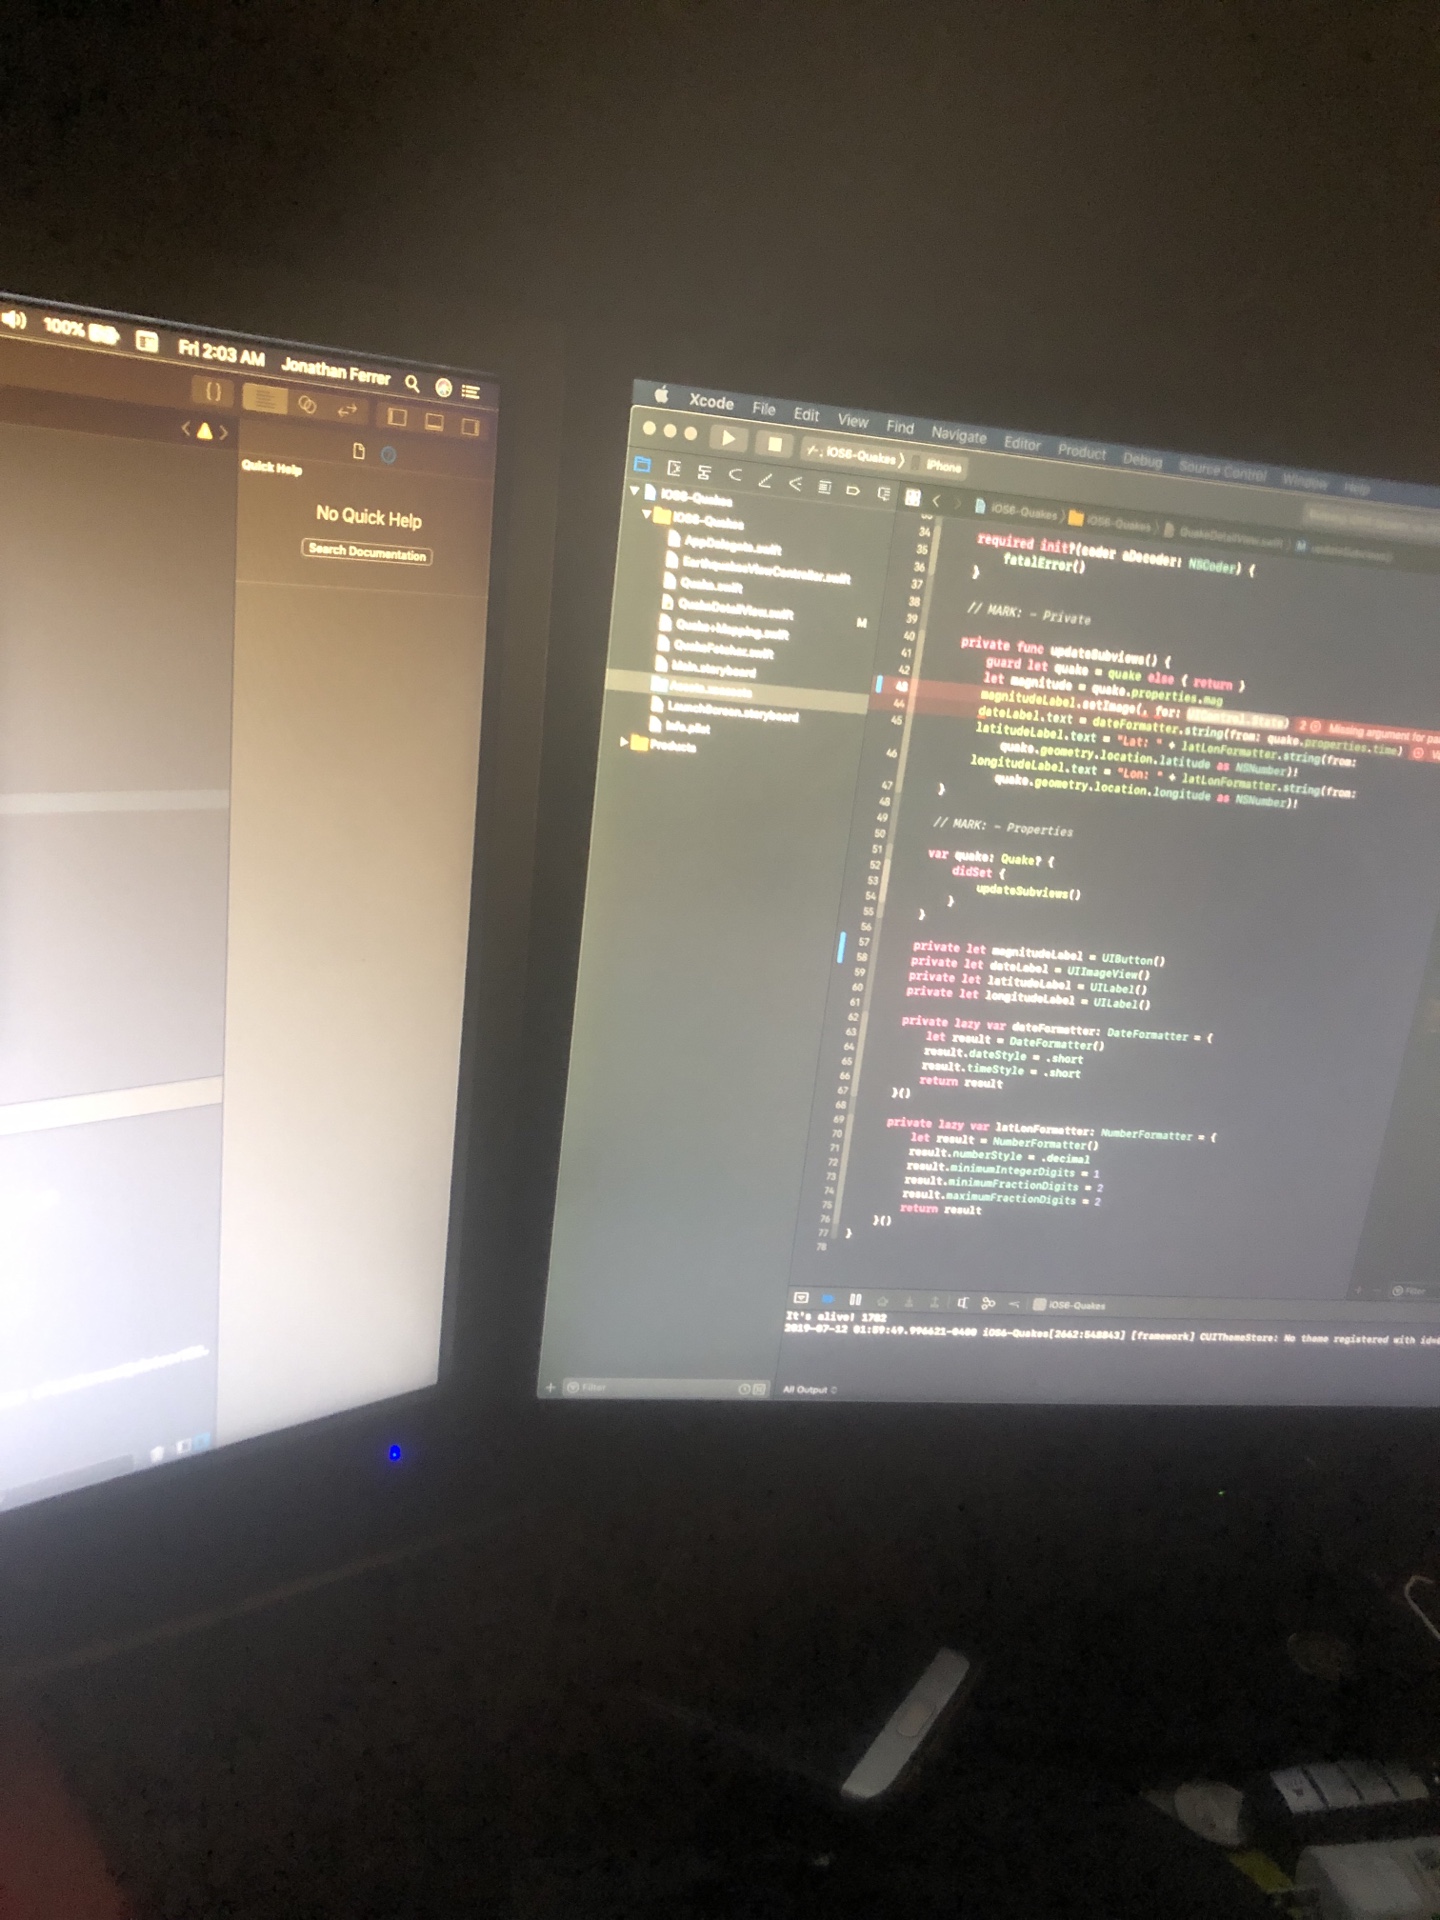 100%
Fri 2:03 AM
Jonathan Ferrer
{ }
Quick Help
No Quick Help
Search Documentation
Xcode File Edit View Find Navigate Editor Product Debug Source Control Window Help
iOS6-Quakes
iPhone
iOS6-Quakes
iOS6-Quakes
AppDelegate.swift
EarthquakesViewController.swift
Quake.swift
QuakeDetailView.swift
M
Quake+Mapping.swift
QuakeFetcher.swift
Main.storyboard
Assets.xcassets
LaunchScreen.storyboard
Info.plist
Products
Filter
iOS6-Quakes
iOS6-Quakes
QuakeDetailView.swift
M updateSubviews()
34
35 required init?(coder aDecoder: NSCoder) {
36 fatalError()
37 }
38
39 // MARK: - Private
40
41 private func updateSubviews() {
42 guard let quake = quake else { return }
let magnitude = quake.properties.mag
43 magnitudeLabel.setImage(, for: UIControl.State) 2 Missing argument for pa
44 dateLabel.text = dateFormatter.string(from: quake.properties.time)
45 latitudeLabel.text = "Lat: " + latLonFormatter.string(from:
quake.geometry.location.latitude as NSNumber)!
46 longitudeLabel.text = "Lon: " + latLonFormatter.string(from:
quake.geometry.location.longitude as NSNumber)!
47 }
48
49 // MARK: - Properties
50
51 var quake: Quake? {
52 didSet {
53 updateSubviews()
54 }
55 }
56
57 private let magnitudeLabel = UIButton()
58 private let dateLabel = UIImageView()
59 private let latitudeLabel = UILabel()
60 private let longitudeLabel = UILabel()
61
62 private lazy var dateFormatter: DateFormatter = {
63 let result = DateFormatter()
64 result.dateStyle = .short
65 result.timeStyle = .short
66 return result
67 }()
68
69 private lazy var latLonFormatter: NumberFormatter = {
70 let result = NumberFormatter()
71 result.numberStyle = .decimal
72 result.minimumIntegerDigits = 1
73 result.minimumFractionDigits = 2
74 result.maximumFractionDigits = 2
75 return result
76 }()
77 }
78
Filter
iOS6-Quakes
It's alive! 1782
2019-07-12 01:59:49.996621-0400 iOS6-Quakes[2662:548043] [framework] CUIThemeStore: No theme registered with id=
All Output